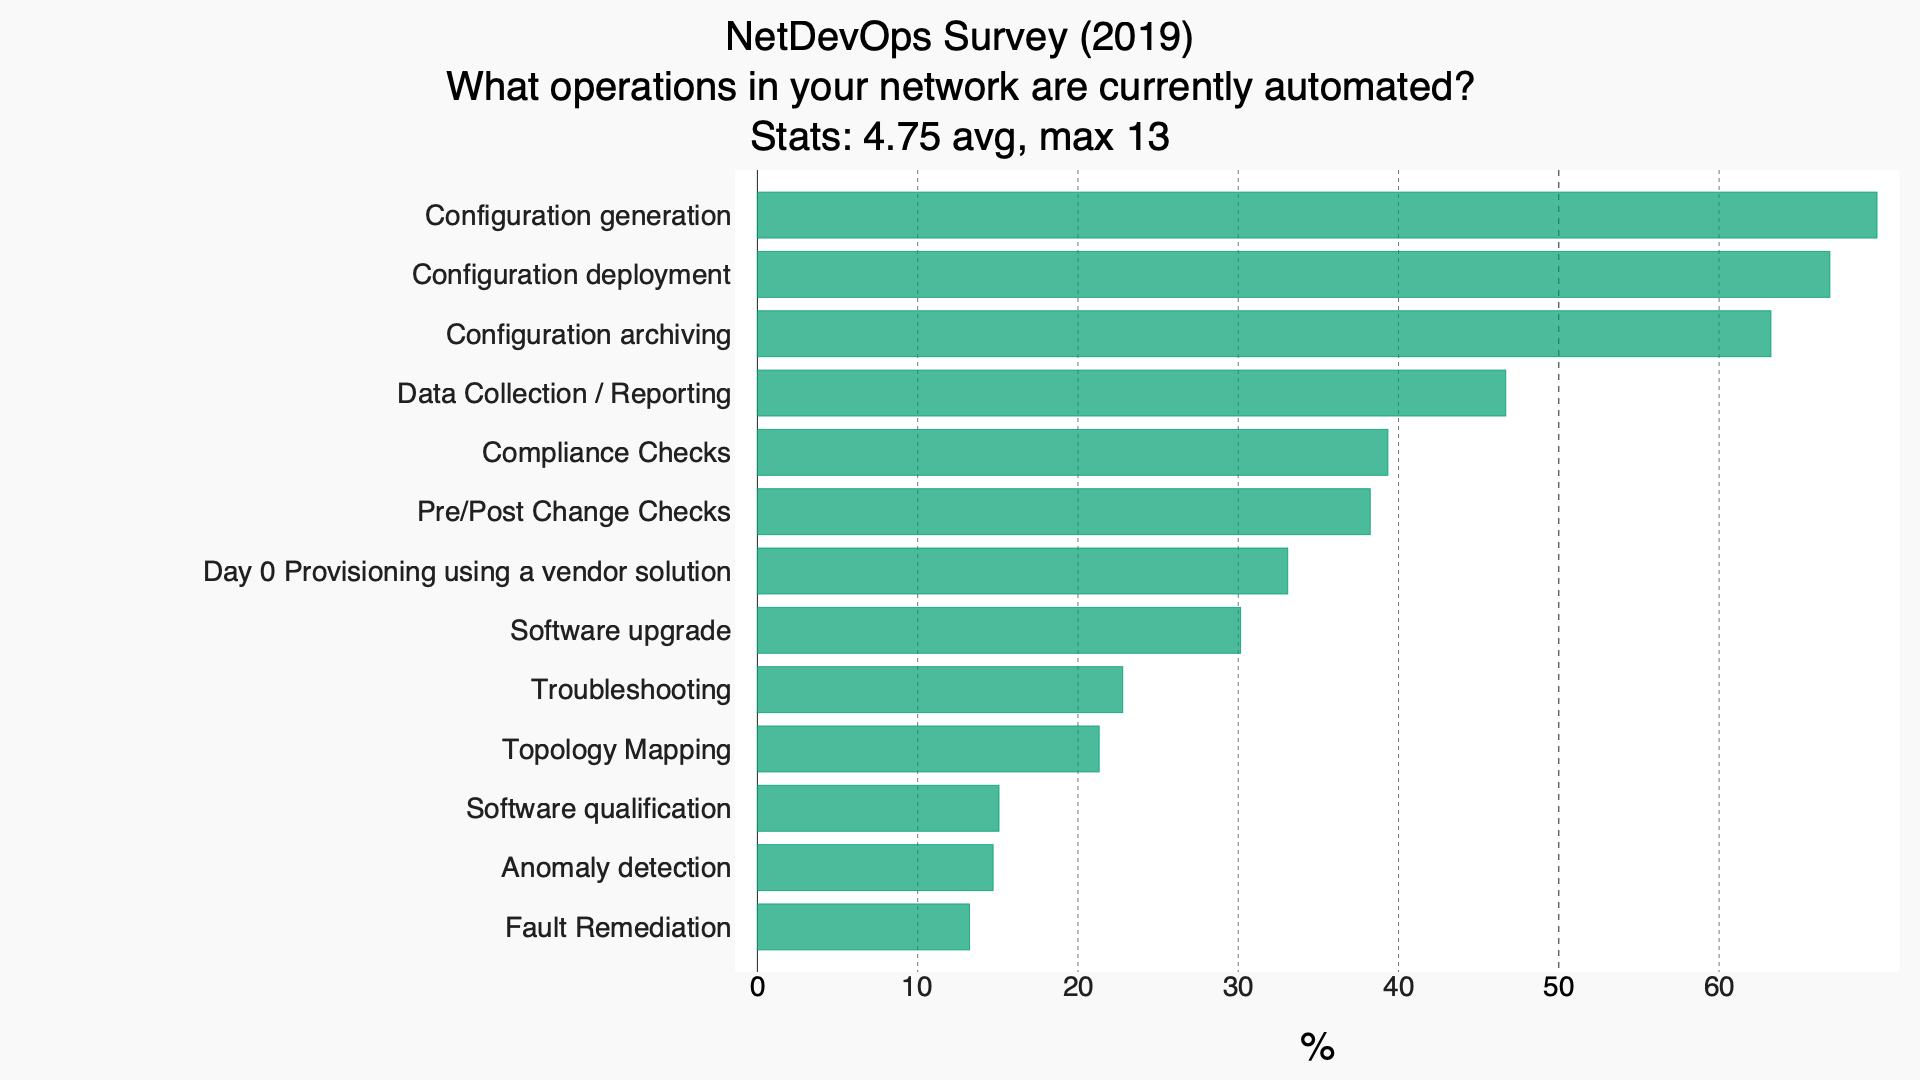 NetDevOps Survey (2019)
What operations in your network are currently automated?
Stats: 4.75 avg, max 13
Configuration generation
Configuration deployment
Configuration archiving
Data Collection / Reporting
Compliance Checks
Pre/Post Change Checks
Day 0 Provisioning using a vendor solution
Software upgrade
Troubleshooting
Topology Mapping
Software qualification
Anomaly detection
Fault Remediation
0 10 20 30 40 50 60
%